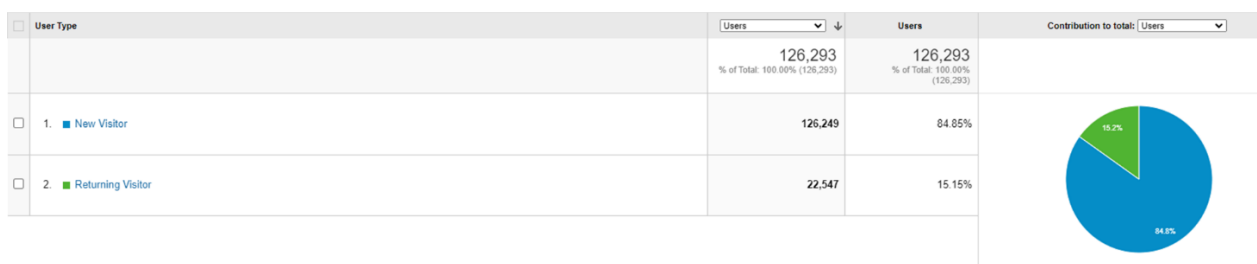 User Type
Users
Users
Contribution to total: Users
126,293
% of Total: 100.00% (126,293)
126,293
% of Total: 100.00%
(126,293)
1. New Visitor
126,249
84.85%
2. Returning Visitor
22,547
15.15%
15.2%
84.8%